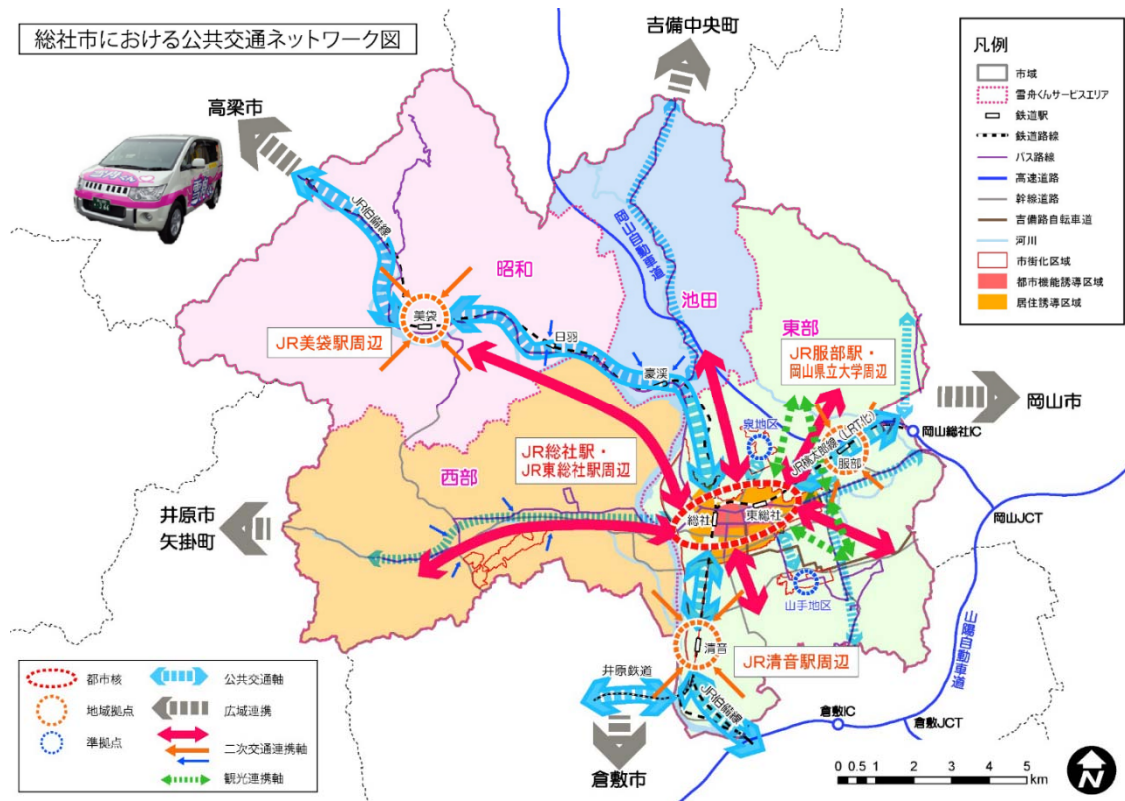 総社市における公共交通ネットワーク図
吉備中央町
高梁市
凡例
市域
雪舟くんサービスエリア
鉄道駅
鉄道路線
バス路線
高速道路
幹線道路
吉備路自転車道
河川
市街化区域
都市機能誘導区域
居住誘導区域
JR伯備線
岡山自動車道
昭和
池田
東部
美袋
JR美袋駅周辺
日羽
豪渓
JR服部駅・
岡山県立大学周辺
岡山市
泉地区
JR桃太郎線(LRT化)
服部
岡山総社IC
JR総社駅・
JR東総社駅周辺
西部
総社
東総社
井原市
矢掛町
岡山JCT
山手地区
山陽自動車道
清音
JR清音駅周辺
井原鉄道
JR伯備線
倉敷IC
倉敷JCT
倉敷市
都市核
地域拠点
準拠点
公共交通軸
広域連携
二次交通連携軸
観光連携軸
0 0.5 1 2 3 4 5
km
N